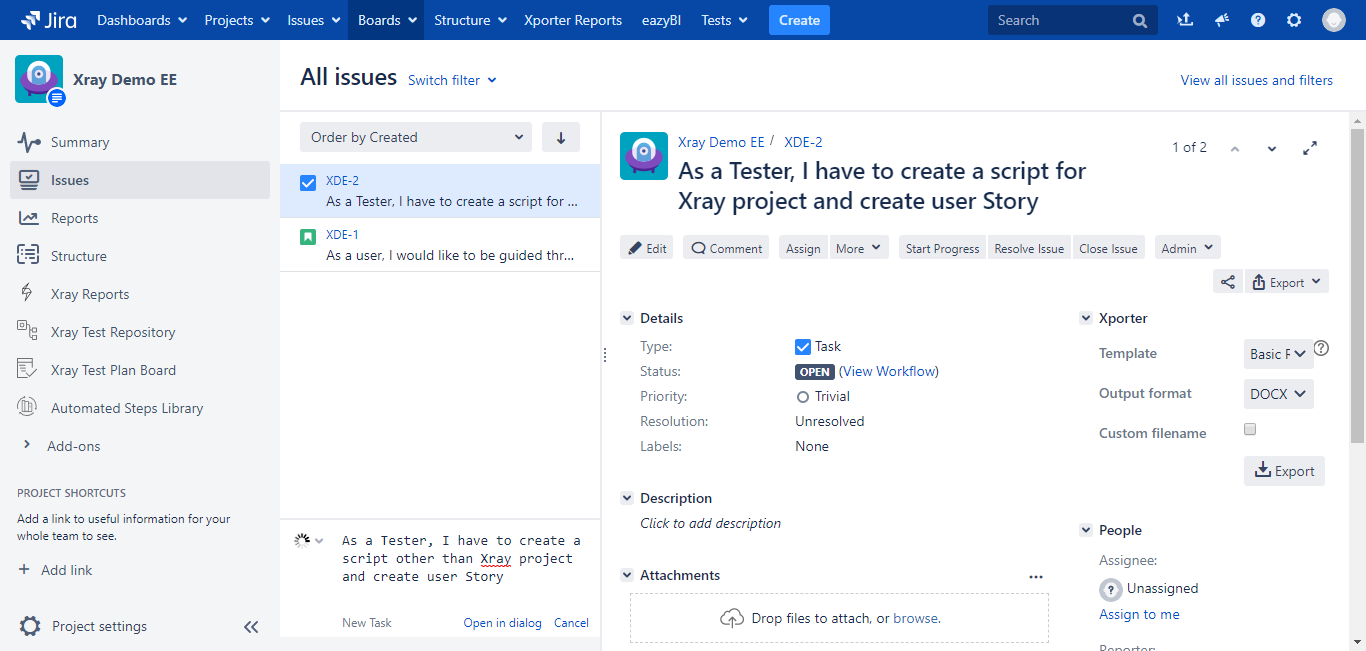 Jira Dashboards Projects Issues Boards Structure Xporter Reports eazyBI Tests Create Search
Xray Demo EE
Summary
Issues
Reports
Structure
Xray Reports
Xray Test Repository
Xray Test Plan Board
Automated Steps Library
Add-ons
PROJECT SHORTCUTS
Add a link to useful information for your
whole team to see.
+ Add link
Project settings
All issues Switch filter
View all issues and filters
Order by Created
XDE-2
As a Tester, I have to create a script for ...
XDE-1
As a user, I would like to be guided thr...
As a Tester, I have to create a
script other than Xray project
and create user Story
New Task Open in dialog Cancel
Xray Demo EE / XDE-2
1 of 2
As a Tester, I have to create a script for
Xray project and create user Story
Edit Comment Assign More Start Progress Resolve Issue Close Issue Admin
Export
Details
Type: Task
Status: OPEN (View Workflow)
Priority: Trivial
Resolution: Unresolved
Labels: None
Description
Click to add description
Attachments
Drop files to attach, or browse.
Xporter
Template Basic
Output format DOCX
Custom filename
Export
People
Assignee:
Unassigned
Assign to me
Reporter: